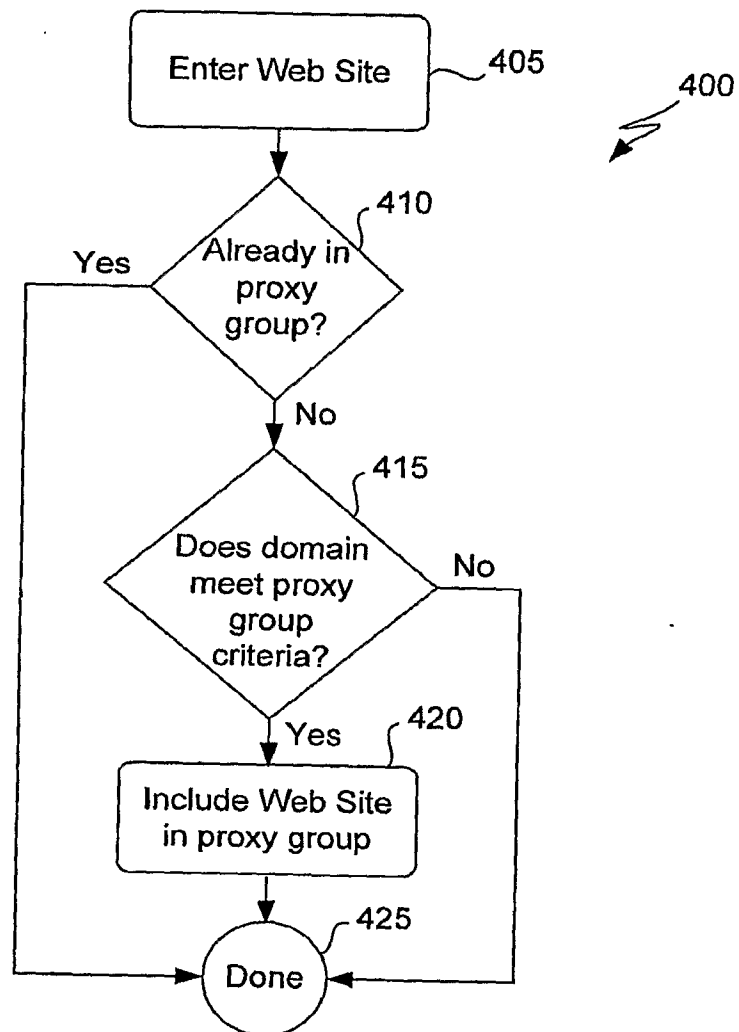 Enter Web Site
405
400
410
Already in
proxy
group?
Yes
No
415
Does domain
meet proxy
group
criteria?
No
Yes
420
Include Web Site
in proxy group
425
Done